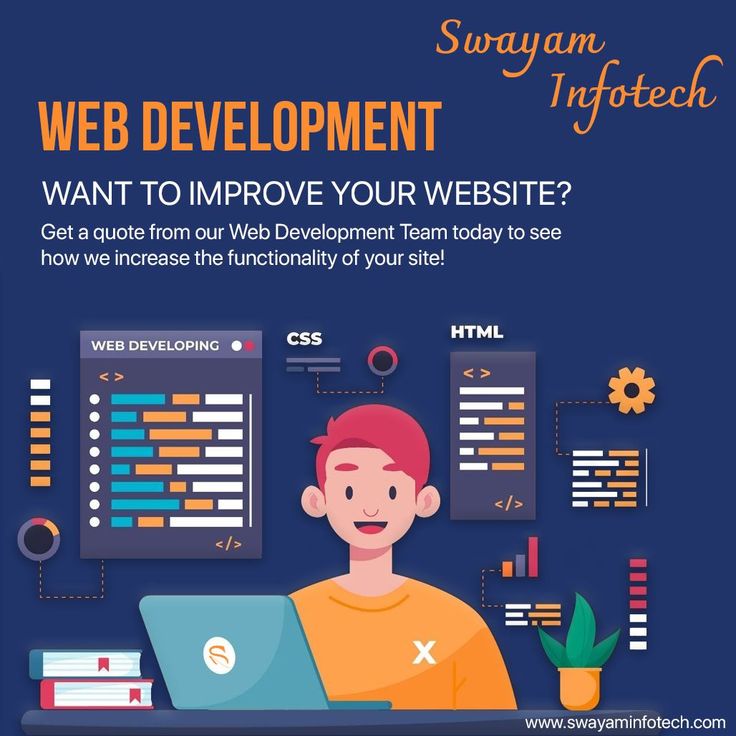 Swayam
Infotech
WEB DEVELOPMENT
WANT TO IMPROVE YOUR WEBSITE?
Get a quote from our Web Development Team today to see
how we increase the functionality of your site!
WEB DEVELOPING
< >
</>
CSS
HTML
< >
</>
S
X
www.swayaminfotech.com